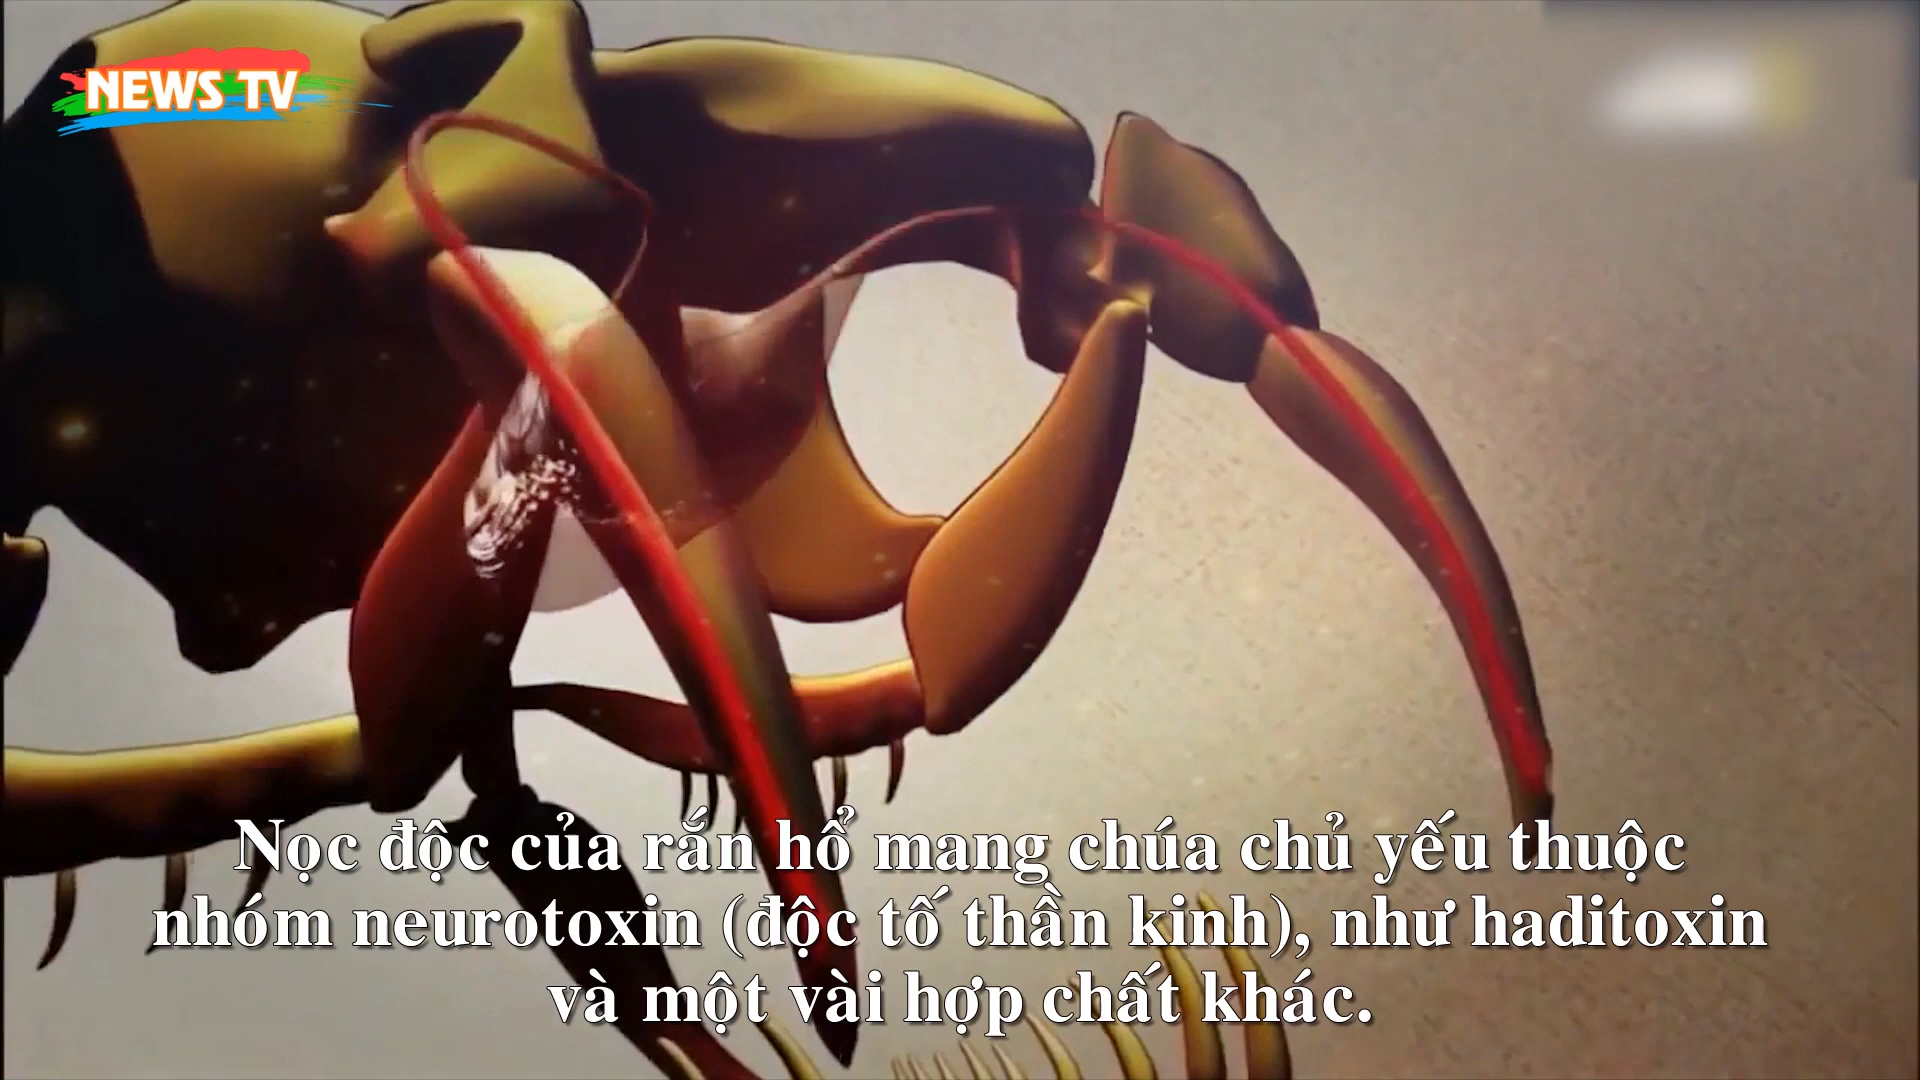 NEWS TV
Nọc độc của rắn hổ mang chúa chủ yếu thuộc
nhóm neurotoxin (độc tố thần kinh), như haditoxin
và một vài hợp chất khác.